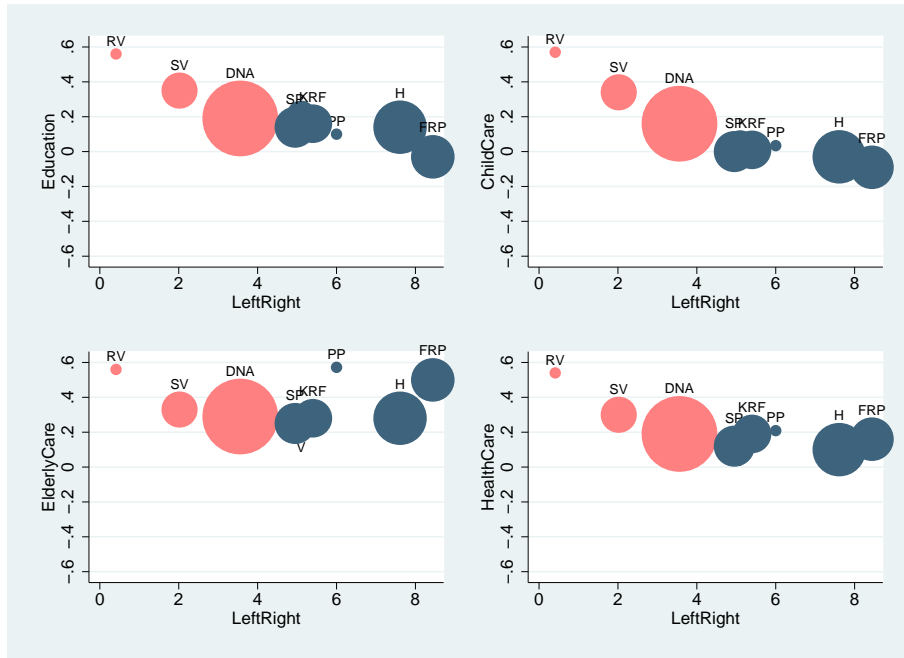 Education
.6
.4
.2
0
-.2
-.4
-.6
RV
SV
DNA
SP
KRF
PP
H
FRP
0 2 4 6 8
LeftRight
ChildCare
.6
.4
.2
0
-.2
-.4
-.6
RV
SV
DNA
SP
KRF
PP
H
FRP
0 2 4 6 8
LeftRight
ElderlyCare
.6
.4
.2
0
-.2
-.4
-.6
RV
SV
DNA
SP
KRF
V
PP
H
FRP
0 2 4 6 8
LeftRight
HealthCare
.6
.4
.2
0
-.2
-.4
-.6
RV
SV
DNA
SP
KRF
PP
H
FRP
0 2 4 6 8
LeftRight